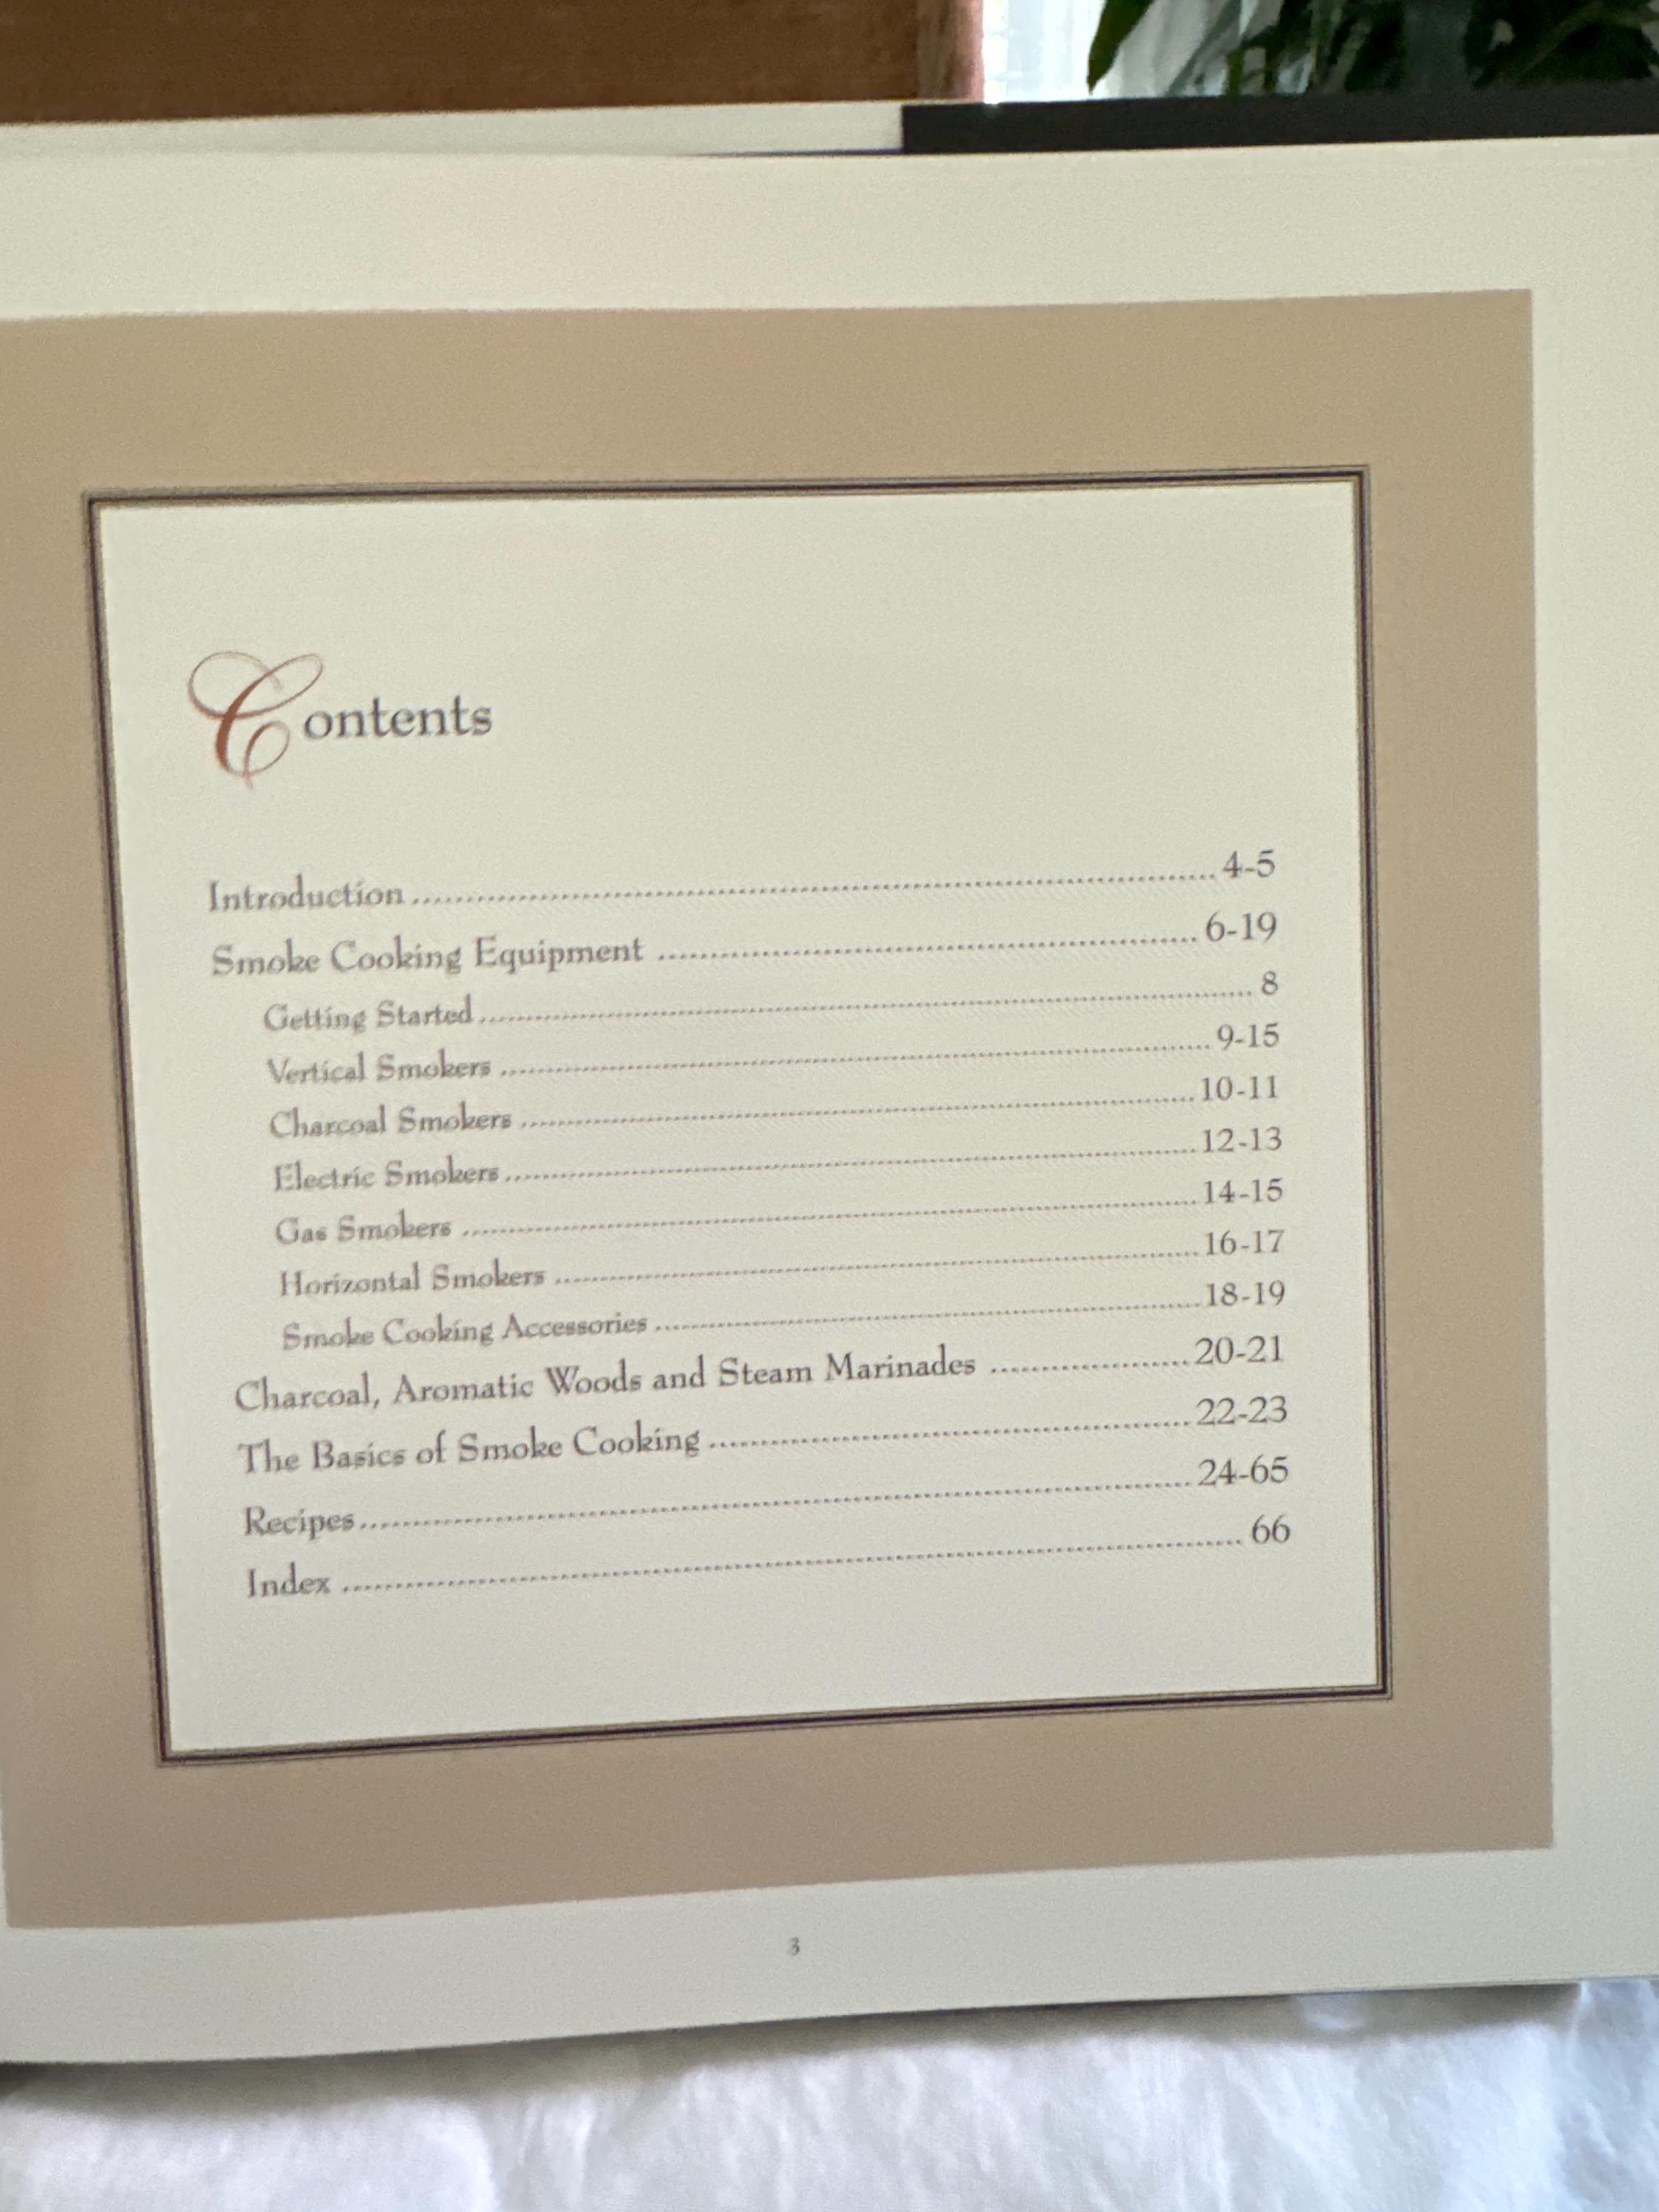 Contents
Introduction ........ 4-5
Smoke Cooking Equipment ........ 6-19
Getting Started ........ 8
Vertical Smokers ........ 9-15
Charcoal Smokers ........ 10-11
Electric Smokers ........ 12-13
Gas Smokers ........ 14-15
Horizontal Smokers ........ 16-17
Smoke Cooking Accessories ........ 18-19
Charcoal, Aromatic Woods and Steam Marinades ........ 20-21
The Basics of Smoke Cooking ........ 22-23
Recipes ........ 24-65
Index ........ 66
3